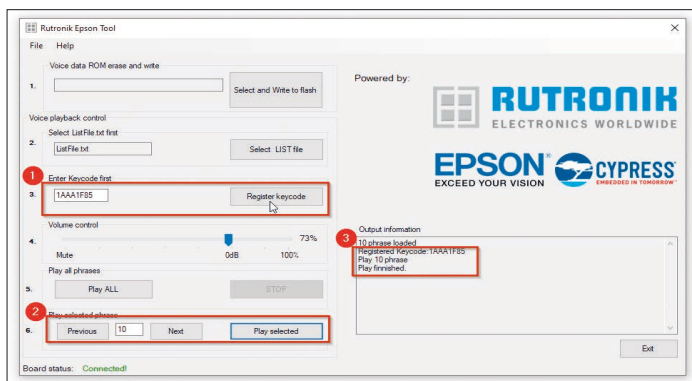 Rutronik Epson Tool
File Help
Voice data ROM erase and write
1.
Select and Write to flash
Voice playback control
Select ListFile.txt first
2.
ListFile.txt
Select LIST file
1
Enter Keycode first
3.
1AAA1F85
Register keycode
Volume control
4.
73%
Mute 0dB 100%
Play all phrases
5.
Play ALL
STOP
2
Play selected phrase
6.
Previous 10 Next Play selected
Board status: Connected!
Powered by:
RUTRONIK
ELECTRONICS WORLDWIDE
EPSON®
EXCEED YOUR VISION
CYPRESS®
EMBEDDED IN TOMORROW™
Output information
3
10 phrase loaded
Registered Keycode:1AAA1F85
Play 10 phrase
Play finnished.
Exit